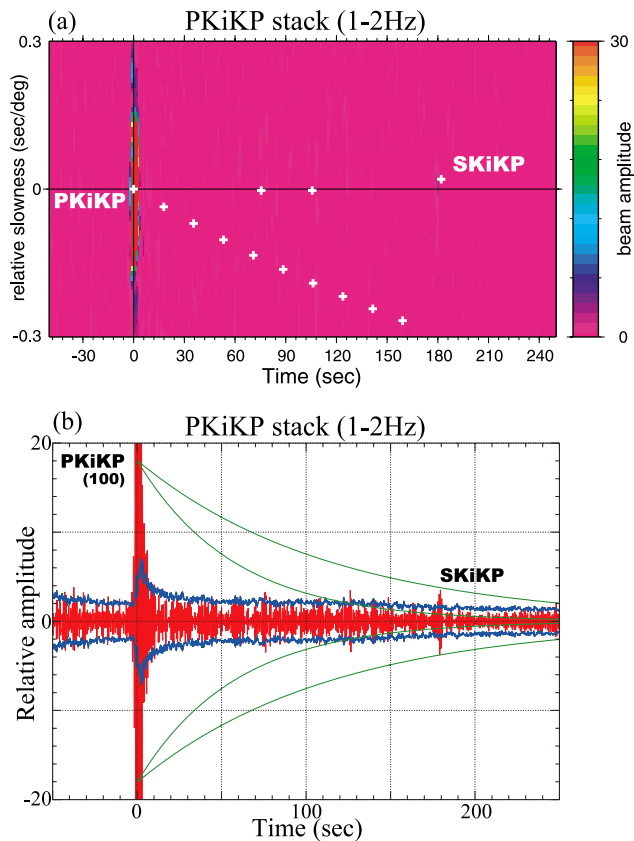 (a)
PKiKP stack (1-2Hz)
relative slowness (sec/deg)
0.3
0
-0.3
PKiKP
SKiKP
-30 0 30 60 90 120 150 180 210 240
Time (sec)
30
0
beam amplitude
(b)
PKiKP stack (1-2Hz)
Relative amplitude
20
0
-20
PKiKP
(100)
SKiKP
0 100 200
Time (sec)